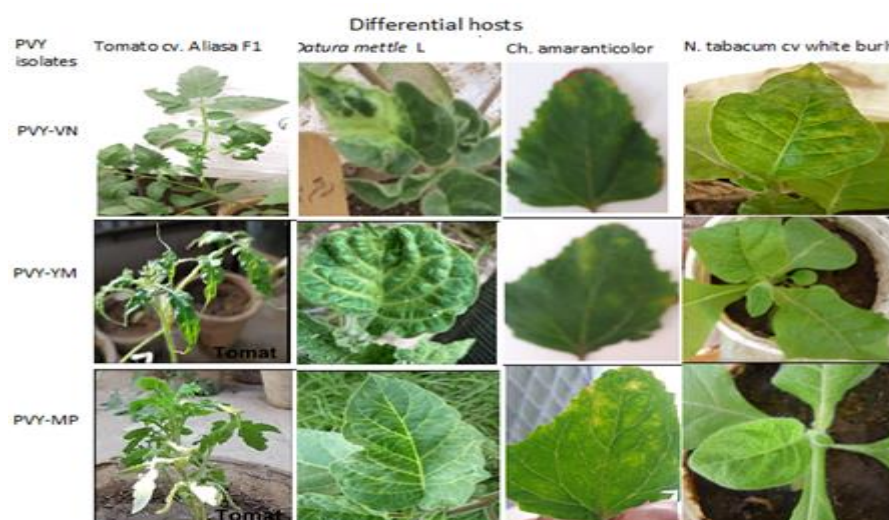 Differential hosts
PVY isolates
Tomato cv. Aliasa F1
Datura mettle L
Ch. amaranticolor
N. tabacum cv white burl
PVY-VN
PVY-YM
Tomat
PVY-MP
Tomat